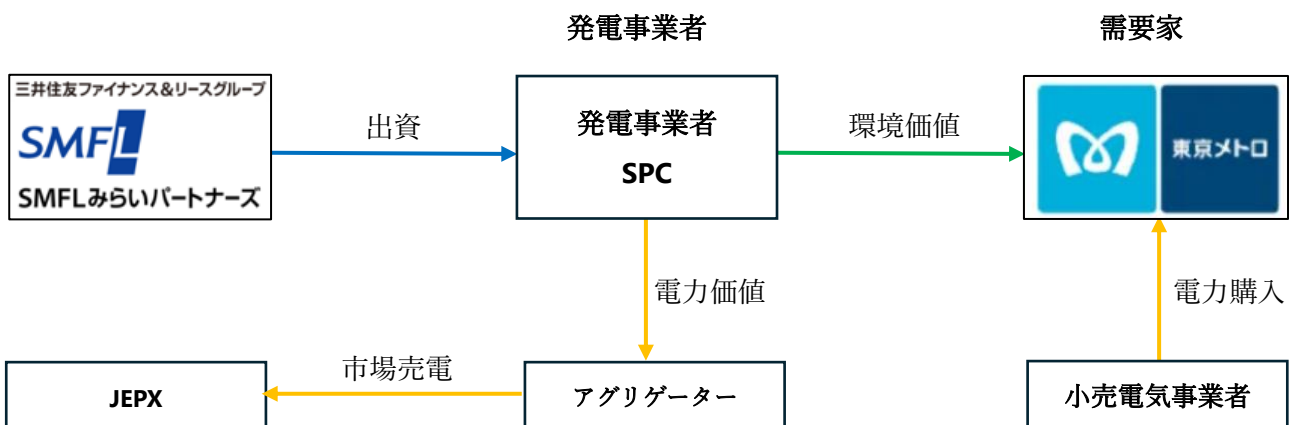 発電事業者
需要家
三井住友ファイナンス&リースグループ
SMFL
SMFLみらいパートナーズ
出資
発電事業者
SPC
環境価値
東京メトロ
電力価値
電力購入
JEPX
市場売電
アグリゲーター
小売電気事業者